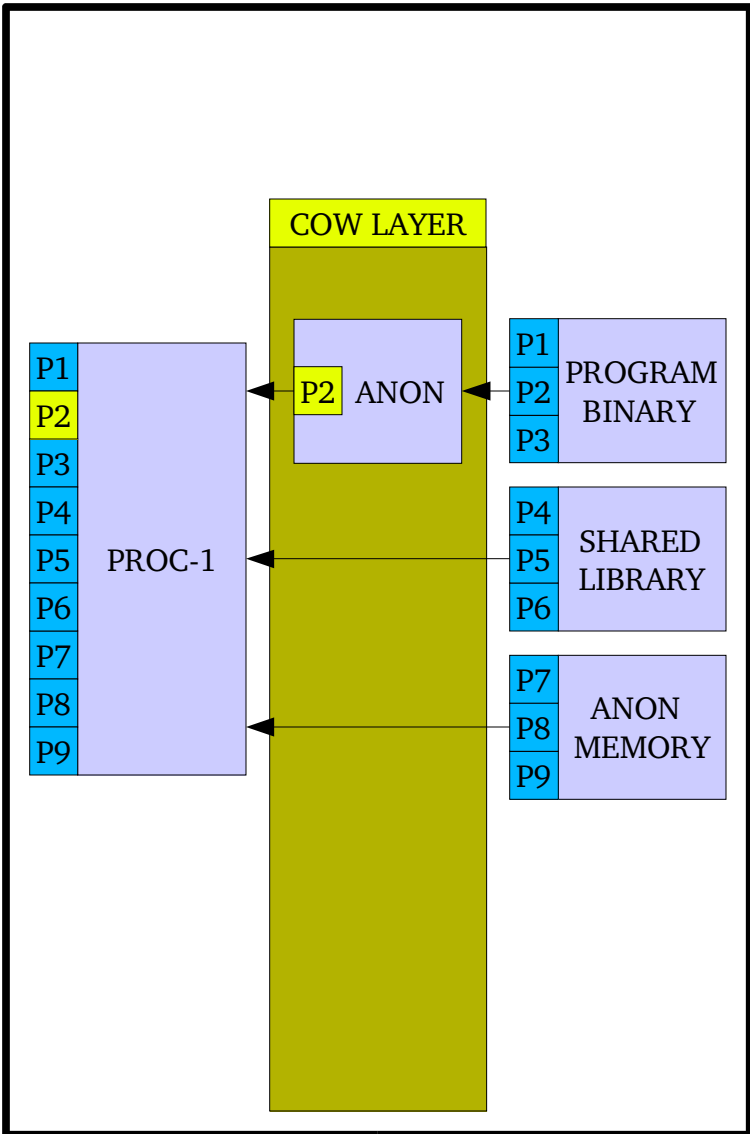 COW LAYER
P1
P2
P3
P4
P5
P6
P7
P8
P9
PROC-1
P2
ANON
P1
P2
P3
PROGRAM
BINARY
P4
P5
P6
SHARED
LIBRARY
P7
P8
P9
ANON
MEMORY